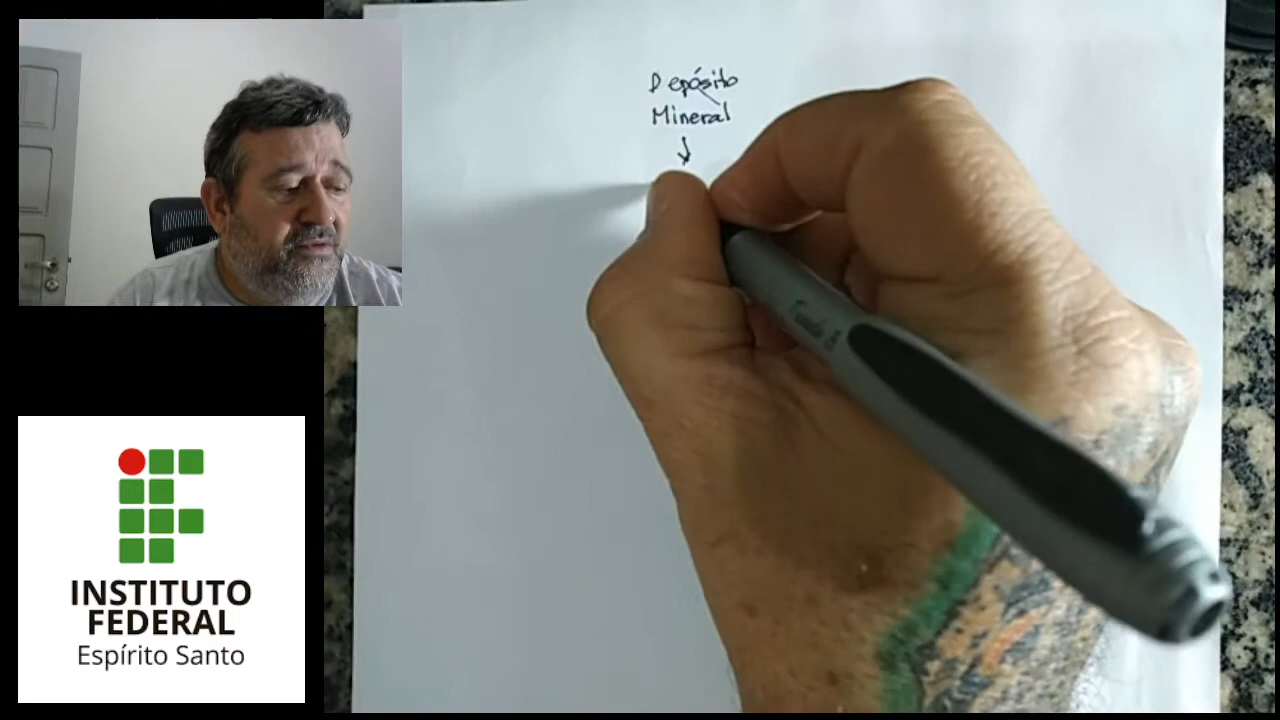 Depósito
Mineral
INSTITUTO
FEDERAL
Espírito Santo